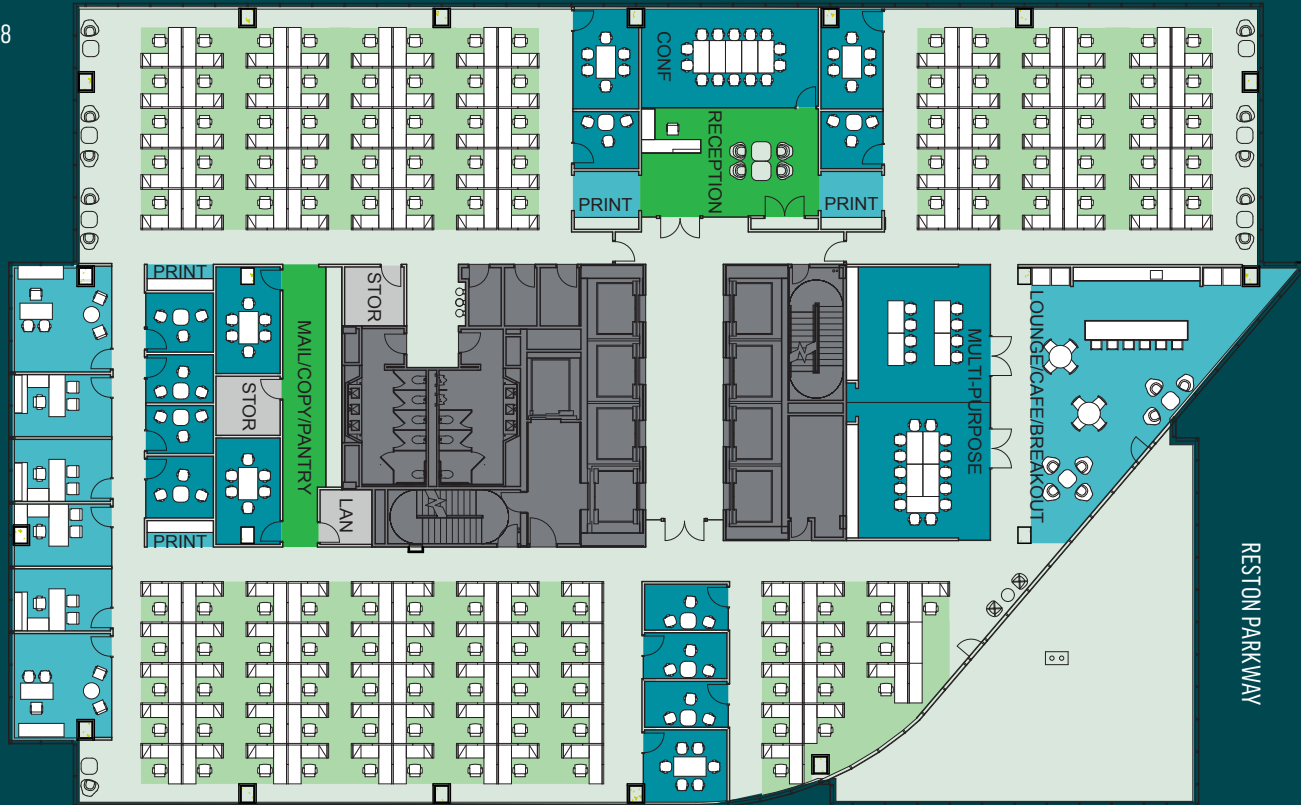 8
CONF
RECEPTION
PRINT
PRINT
PRINT
STOR
MAIL/COPY/PANTRY
STOR
MULTI-PURPOSE
LOUNGE/CAFE/BREAKOUT
LAN
PRINT
RESTON PARKWAY